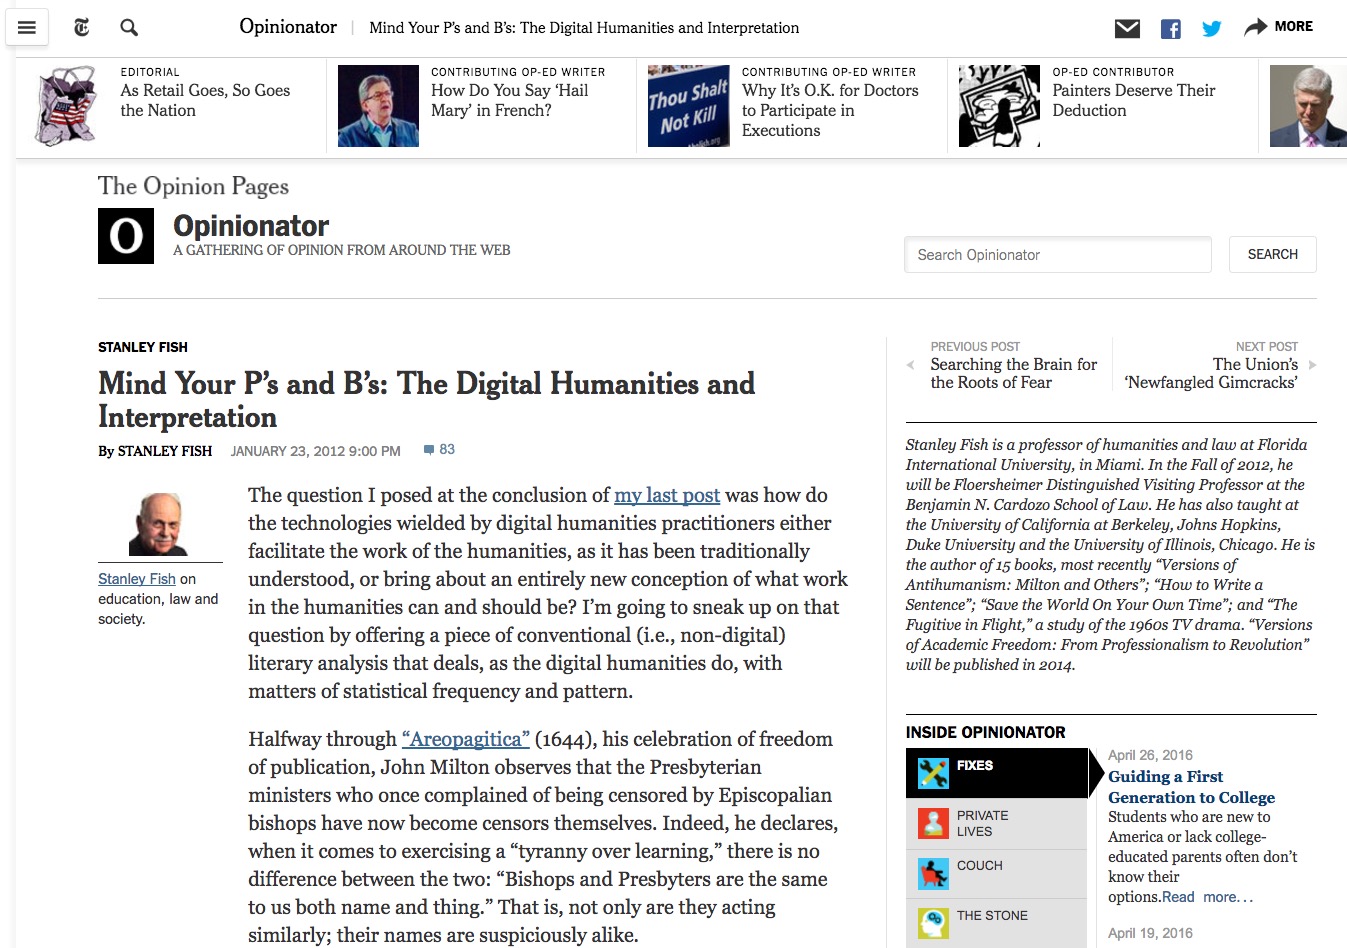 Opinionator | Mind Your P's and B's: The Digital Humanities and Interpretation
MORE
EDITORIAL
As Retail Goes, So Goes
the Nation
CONTRIBUTING OP-ED WRITER
How Do You Say ‘Hail
Mary’ in French?
Thou Shalt
Not Kill
CONTRIBUTING OP-ED WRITER
Why It’s O.K. for Doctors
to Participate in
Executions
OP-ED CONTRIBUTOR
Painters Deserve Their
Deduction
The Opinion Pages
O
Opinionator
A GATHERING OF OPINION FROM AROUND THE WEB
Search Opinionator
SEARCH
STANLEY FISH
Mind Your P’s and B’s: The Digital Humanities and
Interpretation
By STANLEY FISH JANUARY 23, 2012 9:00 PM 83
Stanley Fish on
education, law and
society.
The question I posed at the conclusion of my last post was how do
the technologies wielded by digital humanities practitioners either
facilitate the work of the humanities, as it has been traditionally
understood, or bring about an entirely new conception of what work
in the humanities can and should be? I’m going to sneak up on that
question by offering a piece of conventional (i.e., non-digital)
literary analysis that deals, as the digital humanities do, with
matters of statistical frequency and pattern.
Halfway through “Areopagitica” (1644), his celebration of freedom
of publication, John Milton observes that the Presbyterian
ministers who once complained of being censored by Episcopalian
bishops have now become censors themselves. Indeed, he declares,
when it comes to exercising a “tyranny over learning,” there is no
difference between the two: “Bishops and Presbyters are the same
to us both name and thing.” That is, not only are they acting
similarly; their names are suspiciously alike.
PREVIOUS POST
Searching the Brain for
the Roots of Fear
NEXT POST
The Union’s
‘Newfangled Gimcracks’
Stanley Fish is a professor of humanities and law at Florida
International University, in Miami. In the Fall of 2012, he
will be Floersheimer Distinguished Visiting Professor at the
Benjamin N. Cardozo School of Law. He has also taught at
the University of California at Berkeley, Johns Hopkins,
Duke University and the University of Illinois, Chicago. He is
the author of 15 books, most recently “Versions of
Antihumanism: Milton and Others”; “How to Write a
Sentence”; “Save the World On Your Own Time”; and “The
Fugitive in Flight,” a study of the 1960s TV drama. “Versions
of Academic Freedom: From Professionalism to Revolution”
will be published in 2014.
INSIDE OPINIONATOR
FIXES
PRIVATE
LIVES
COUCH
THE STONE
April 26, 2016
Guiding a First
Generation to College
Students who are new to
America or lack college-
educated parents often don’t
know their
options.Read more…
April 19, 2016